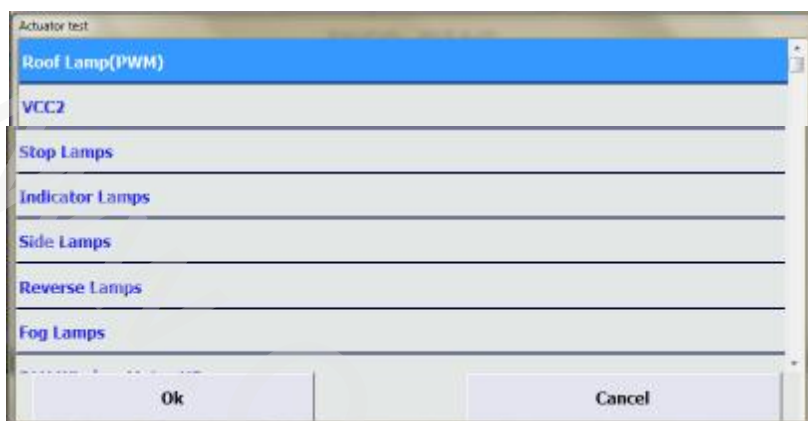 Actuator test
Roof Lamp(PWM)
VCC2
Stop Lamps
Indicator Lamps
Side Lamps
Reverse Lamps
Fog Lamps
Ok
Cancel